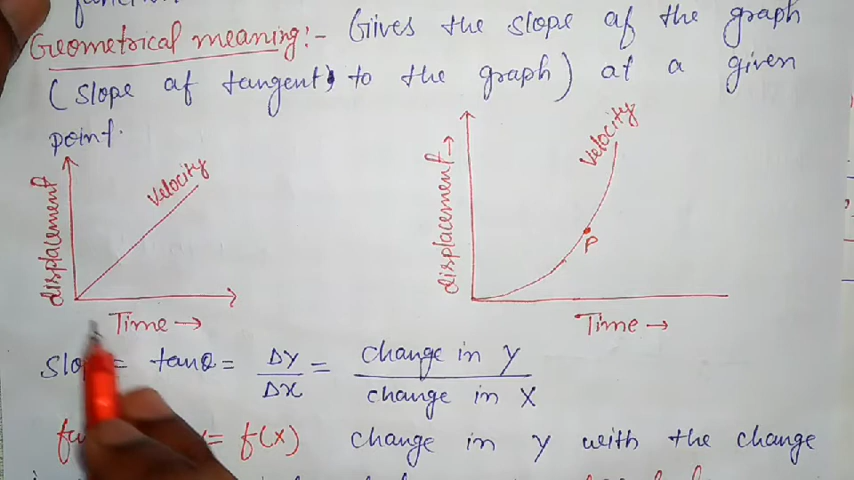 Geometrical meaning:- Gives the slope of the graph
(slope of tangent to the graph) at a given
point.
displacement
Velocity
Time →
displacement →
Velocity
P
Time →
= tanθ = Δy/Δx = change in y / change in x
= f(x) change in y with the change